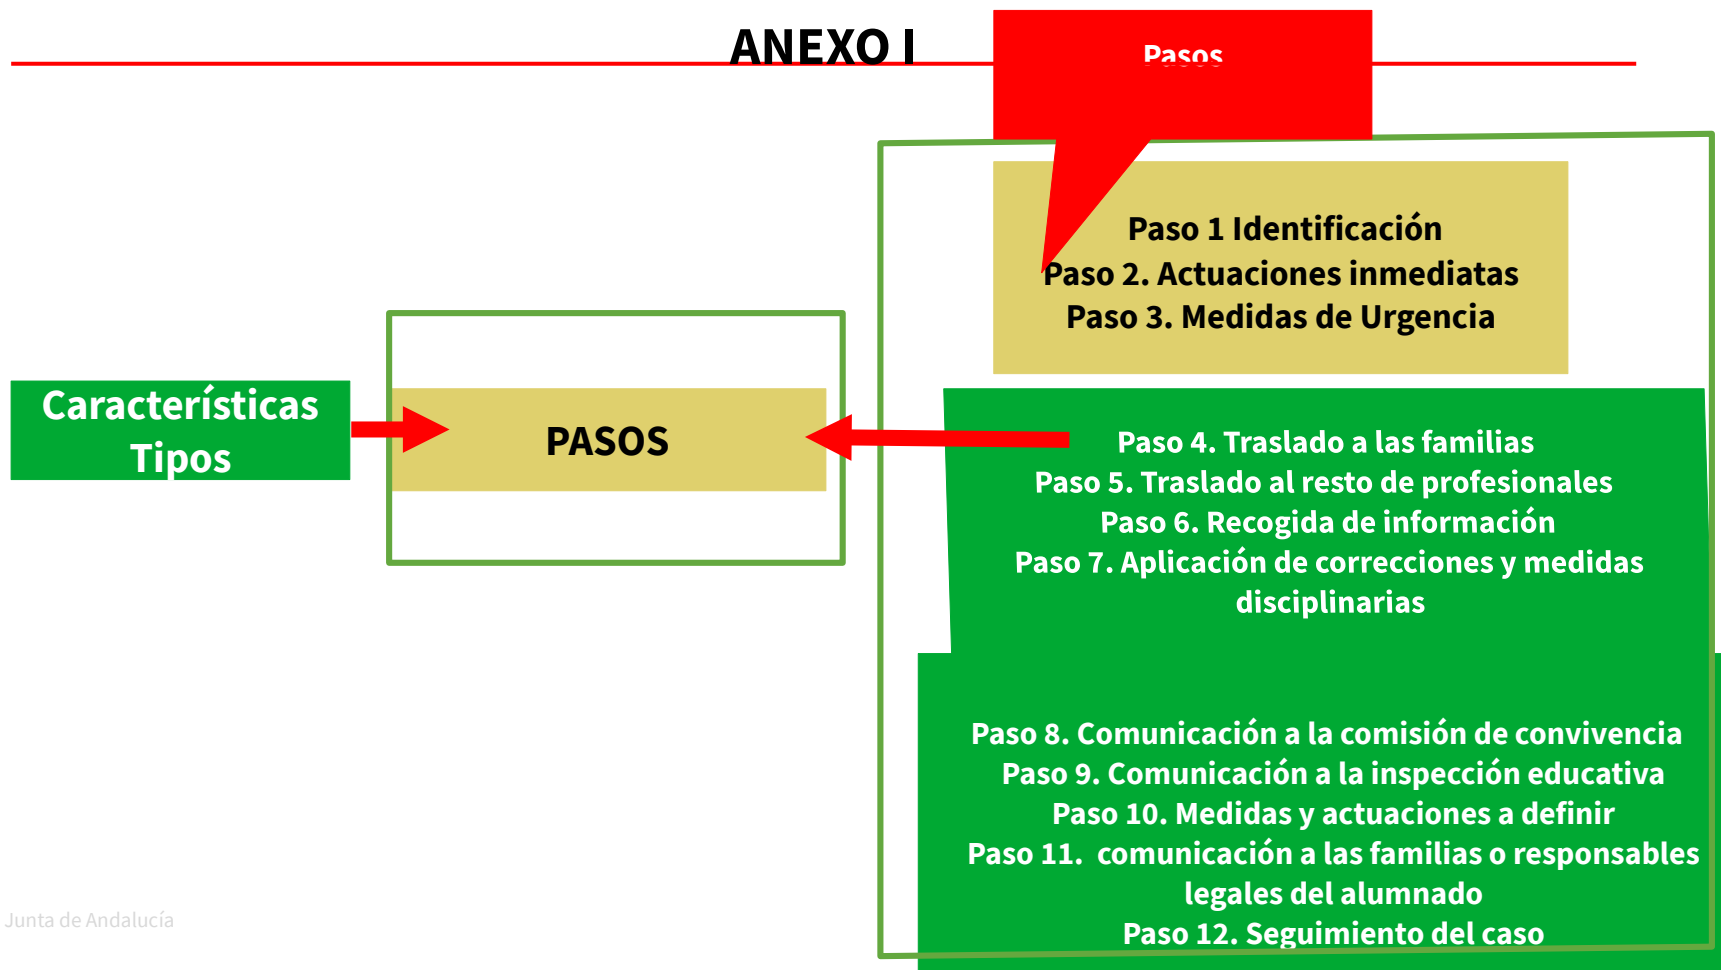 ANEXO I
Pasos
Paso 1 Identificación
Paso 2. Actuaciones inmediatas
Paso 3. Medidas de Urgencia
Características
Tipos
PASOS
Paso 4. Traslado a las familias
Paso 5. Traslado al resto de profesionales
Paso 6. Recogida de información
Paso 7. Aplicación de correcciones y medidas
disciplinarias
Paso 8. Comunicación a la comisión de convivencia
Paso 9. Comunicación a la inspección educativa
Paso 10. Medidas y actuaciones a definir
Paso 11.  comunicación a las familias o responsables
legales del alumnado
Paso 12. Seguimiento del caso
Junta de Andalucía